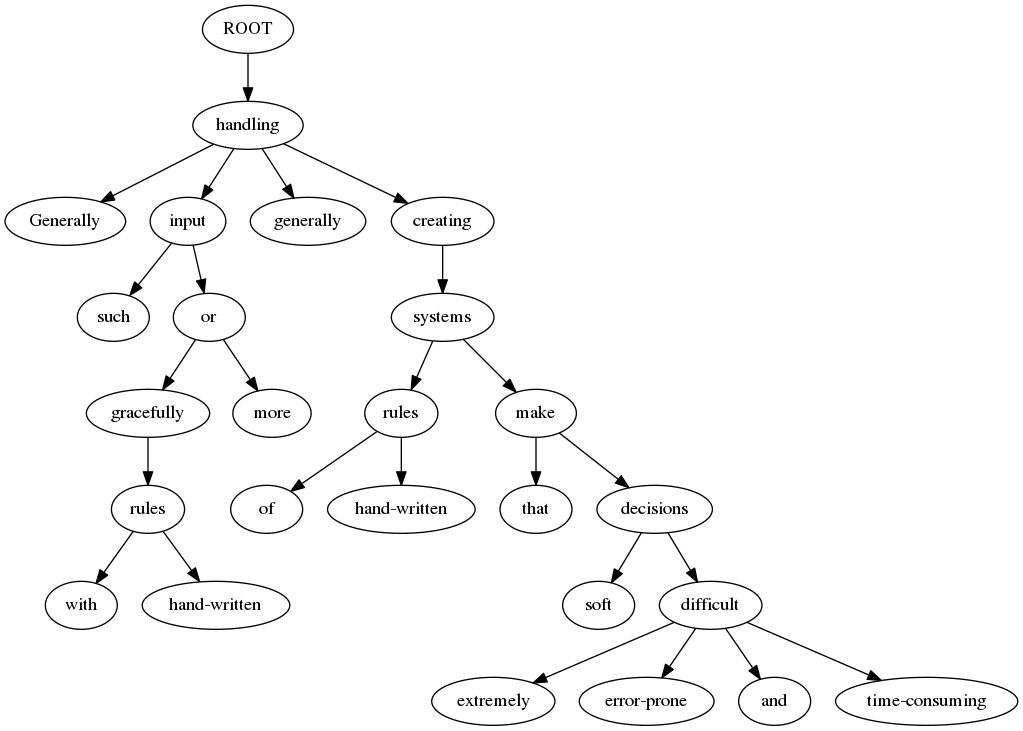 ROOT
handling
Generally input generally creating
such or systems
gracefully more rules make
rules of hand-written that decisions
with hand-written soft difficult
extremely error-prone and time-consuming